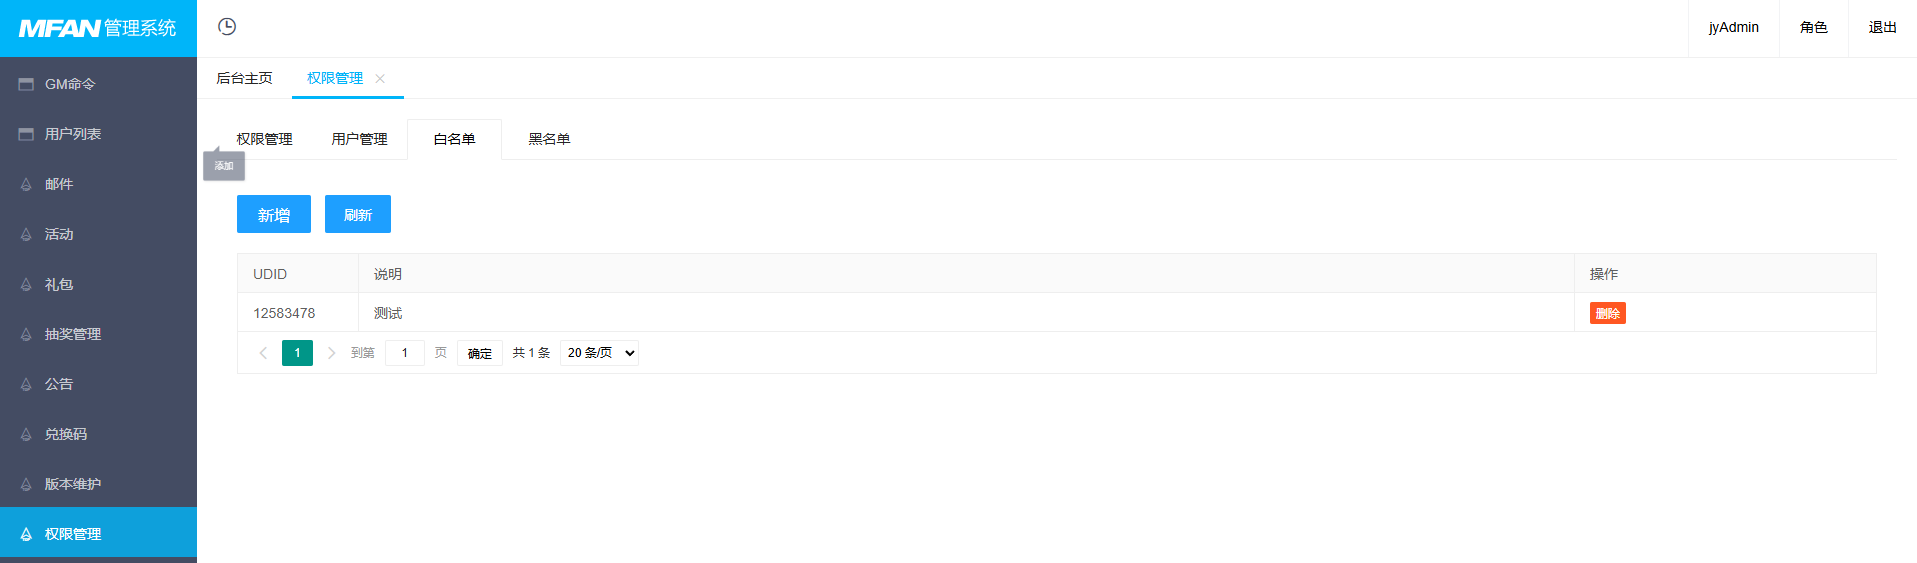 MFAN 管理系统
jyAdmin 角色 退出
GM命令
用户列表
邮件
活动
礼包
抽奖管理
公告
兑换码
版本维护
权限管理
后台主页 权限管理
权限管理 用户管理 白名单 黑名单
添加
新增 刷新
UDID 说明 操作
12583478 测试 删除
1 到第 1 页 确定 共 1 条 20 条/页